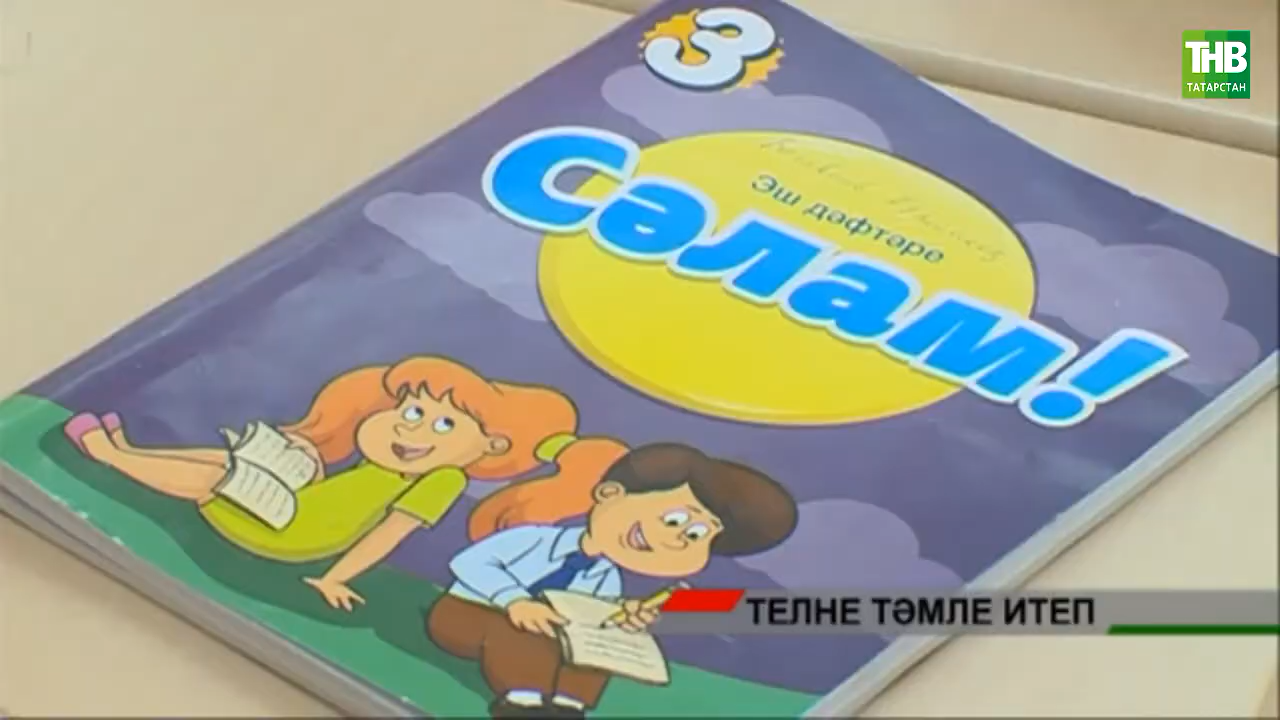 3
ТНВ
ТАТАРСТАН
Эш дәфтәре
Сәлам!
ТЕЛНЕ ТӘМЛЕ ИТЕП